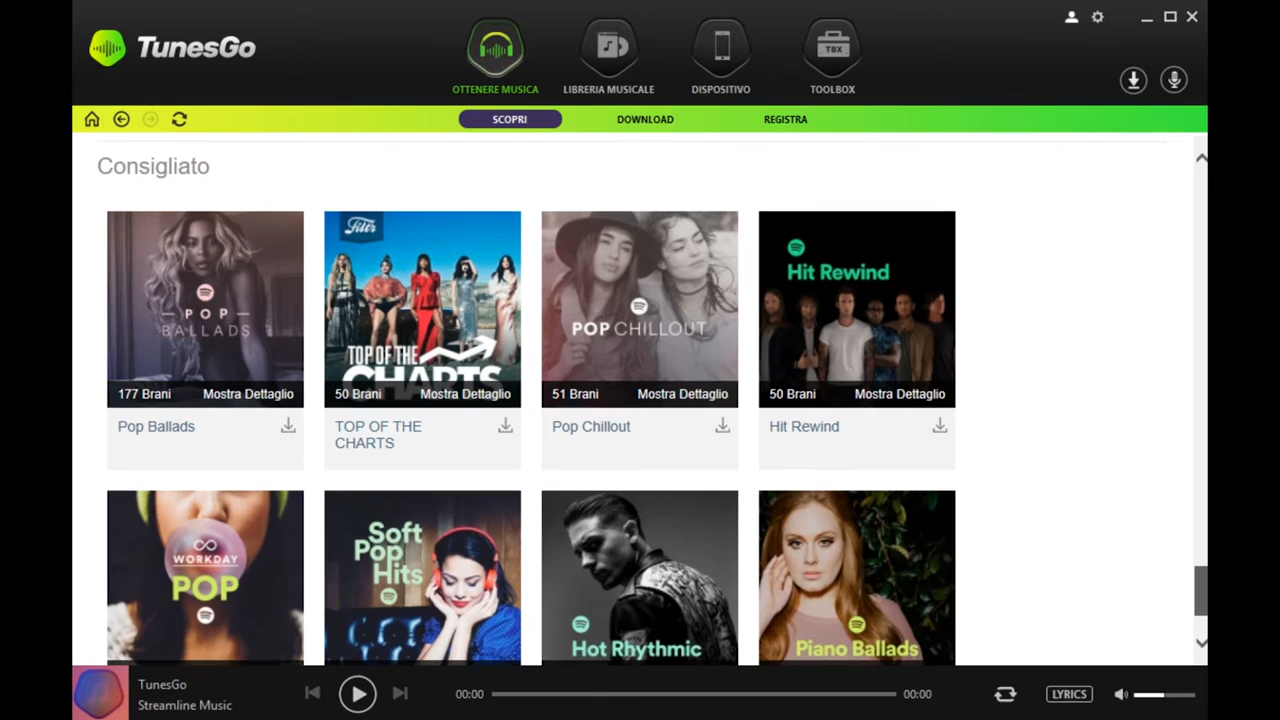 TunesGo
OTTENERE MUSICA
LIBRERIA MUSICALE
TBX
DISPOSITIVO
TOOLBOX
SCOPRI
DOWNLOAD
REGISTRA
Consigliato
POP
BALLADS
177 Brani Mostra Dettaglio
Pop Ballads
Filtr
TOP OF THE
CHARTS
50 Brani Mostra Dettaglio
TOP OF THE
CHARTS
POP CHILLOUT
51 Brani Mostra Dettaglio
Pop Chillout
Hit Rewind
50 Brani Mostra Dettaglio
Hit Rewind
WORKDAY
POP
Soft
Pop
Hits
Hot Rhythmic
Piano Ballads
TunesGo
Streamline Music
00:00
00:00
LYRICS